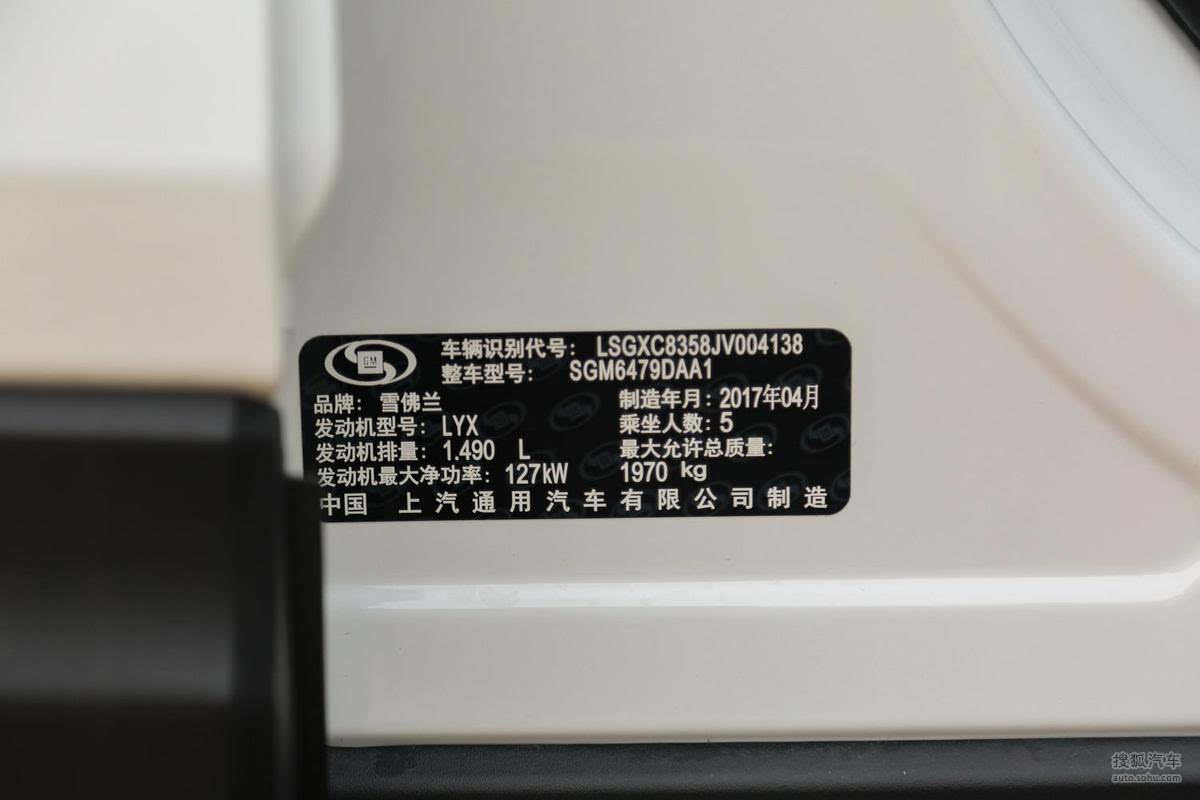 GM
车辆识别代号： LSGXC8358JV004138
整车型号： SGM6479DAA1
品牌：雪佛兰 制造年月：2017年04月
发动机型号：LYX 乘坐人数：5
发动机排量：1.490 L 最大允许总质量：
发动机最大净功率：127kW 1970 kg
中国 上汽通用汽车有限公司制造
搜狐汽车
auto.sohu.com